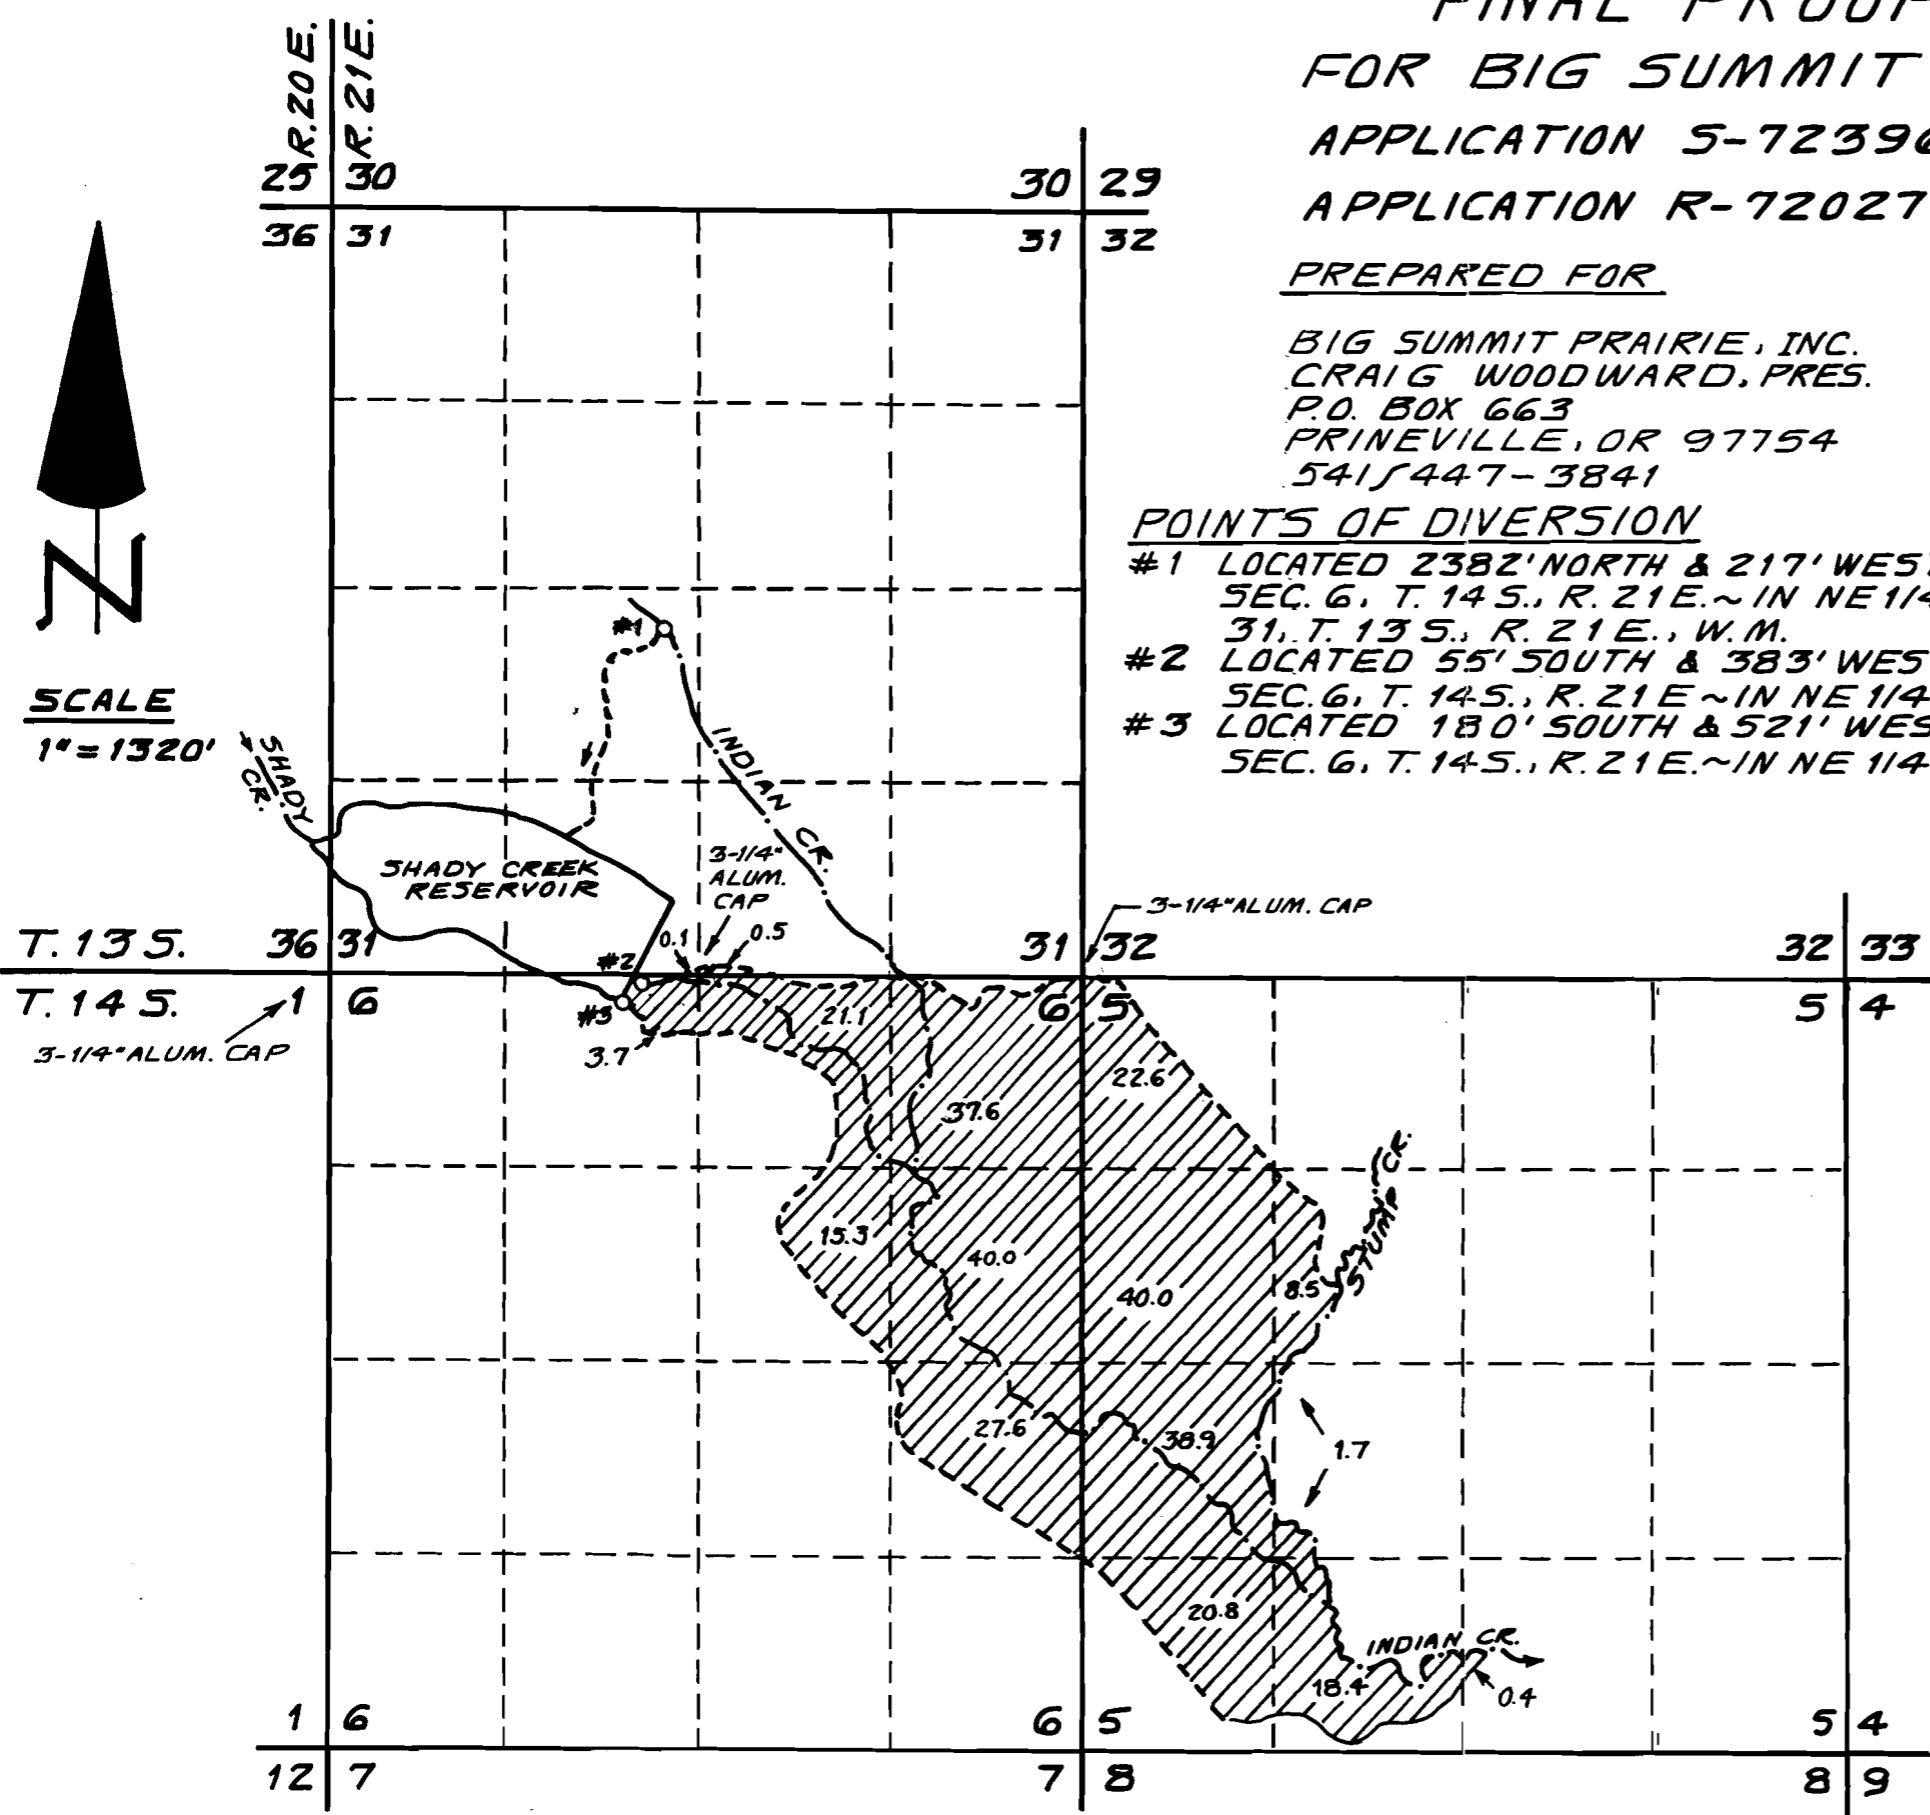 FINAL PROOF
FOR BIG SUMMIT
APPLICATION S-72396
APPLICATION R-72027
PREPARED FOR
BIG SUMMIT PRAIRIE, INC.
CRAIG WOODWARD, PRES.
P.O. BOX 663
PRINEVILLE, OR 97754
541/447-3841
POINTS OF DIVERSION
#1 LOCATED 2382' NORTH & 217' WEST
SEC. 6, T. 14 S., R. 21 E.~IN NE 1/4
31, T. 13 S., R. 21 E., W.M.
#2 LOCATED 55' SOUTH & 383' WES
SEC. 6, T. 14 S., R. 21 E~IN NE 1/4
#3 LOCATED 180' SOUTH & 521' WES
SEC. 6, T. 14 S., R. 21 E.~IN NE 1/4
R. 20 E.
R. 21 E.
25 30
36 31
30 29
31 32
N
SCALE
1" = 1320'
SHADY
CR.
#1
INDIAN CR.
SHADY CREEK
RESERVOIR
3-1/4"
ALUM.
CAP
3-1/4" ALUM. CAP
0.1
0.5
T. 13 S. 36 31
31 32
32 33
#2
T. 14 S. 1 6
6 5
5 4
#3
3-1/4" ALUM. CAP
3.7
21.1
22.6
37.6
STUMP CR.
15.3
40.0
40.0
8.5
27.6
38.9
1.7
20.8
INDIAN CR.
18.4
0.4
1 6
6 5
5 4
12 7
7 8
8 9